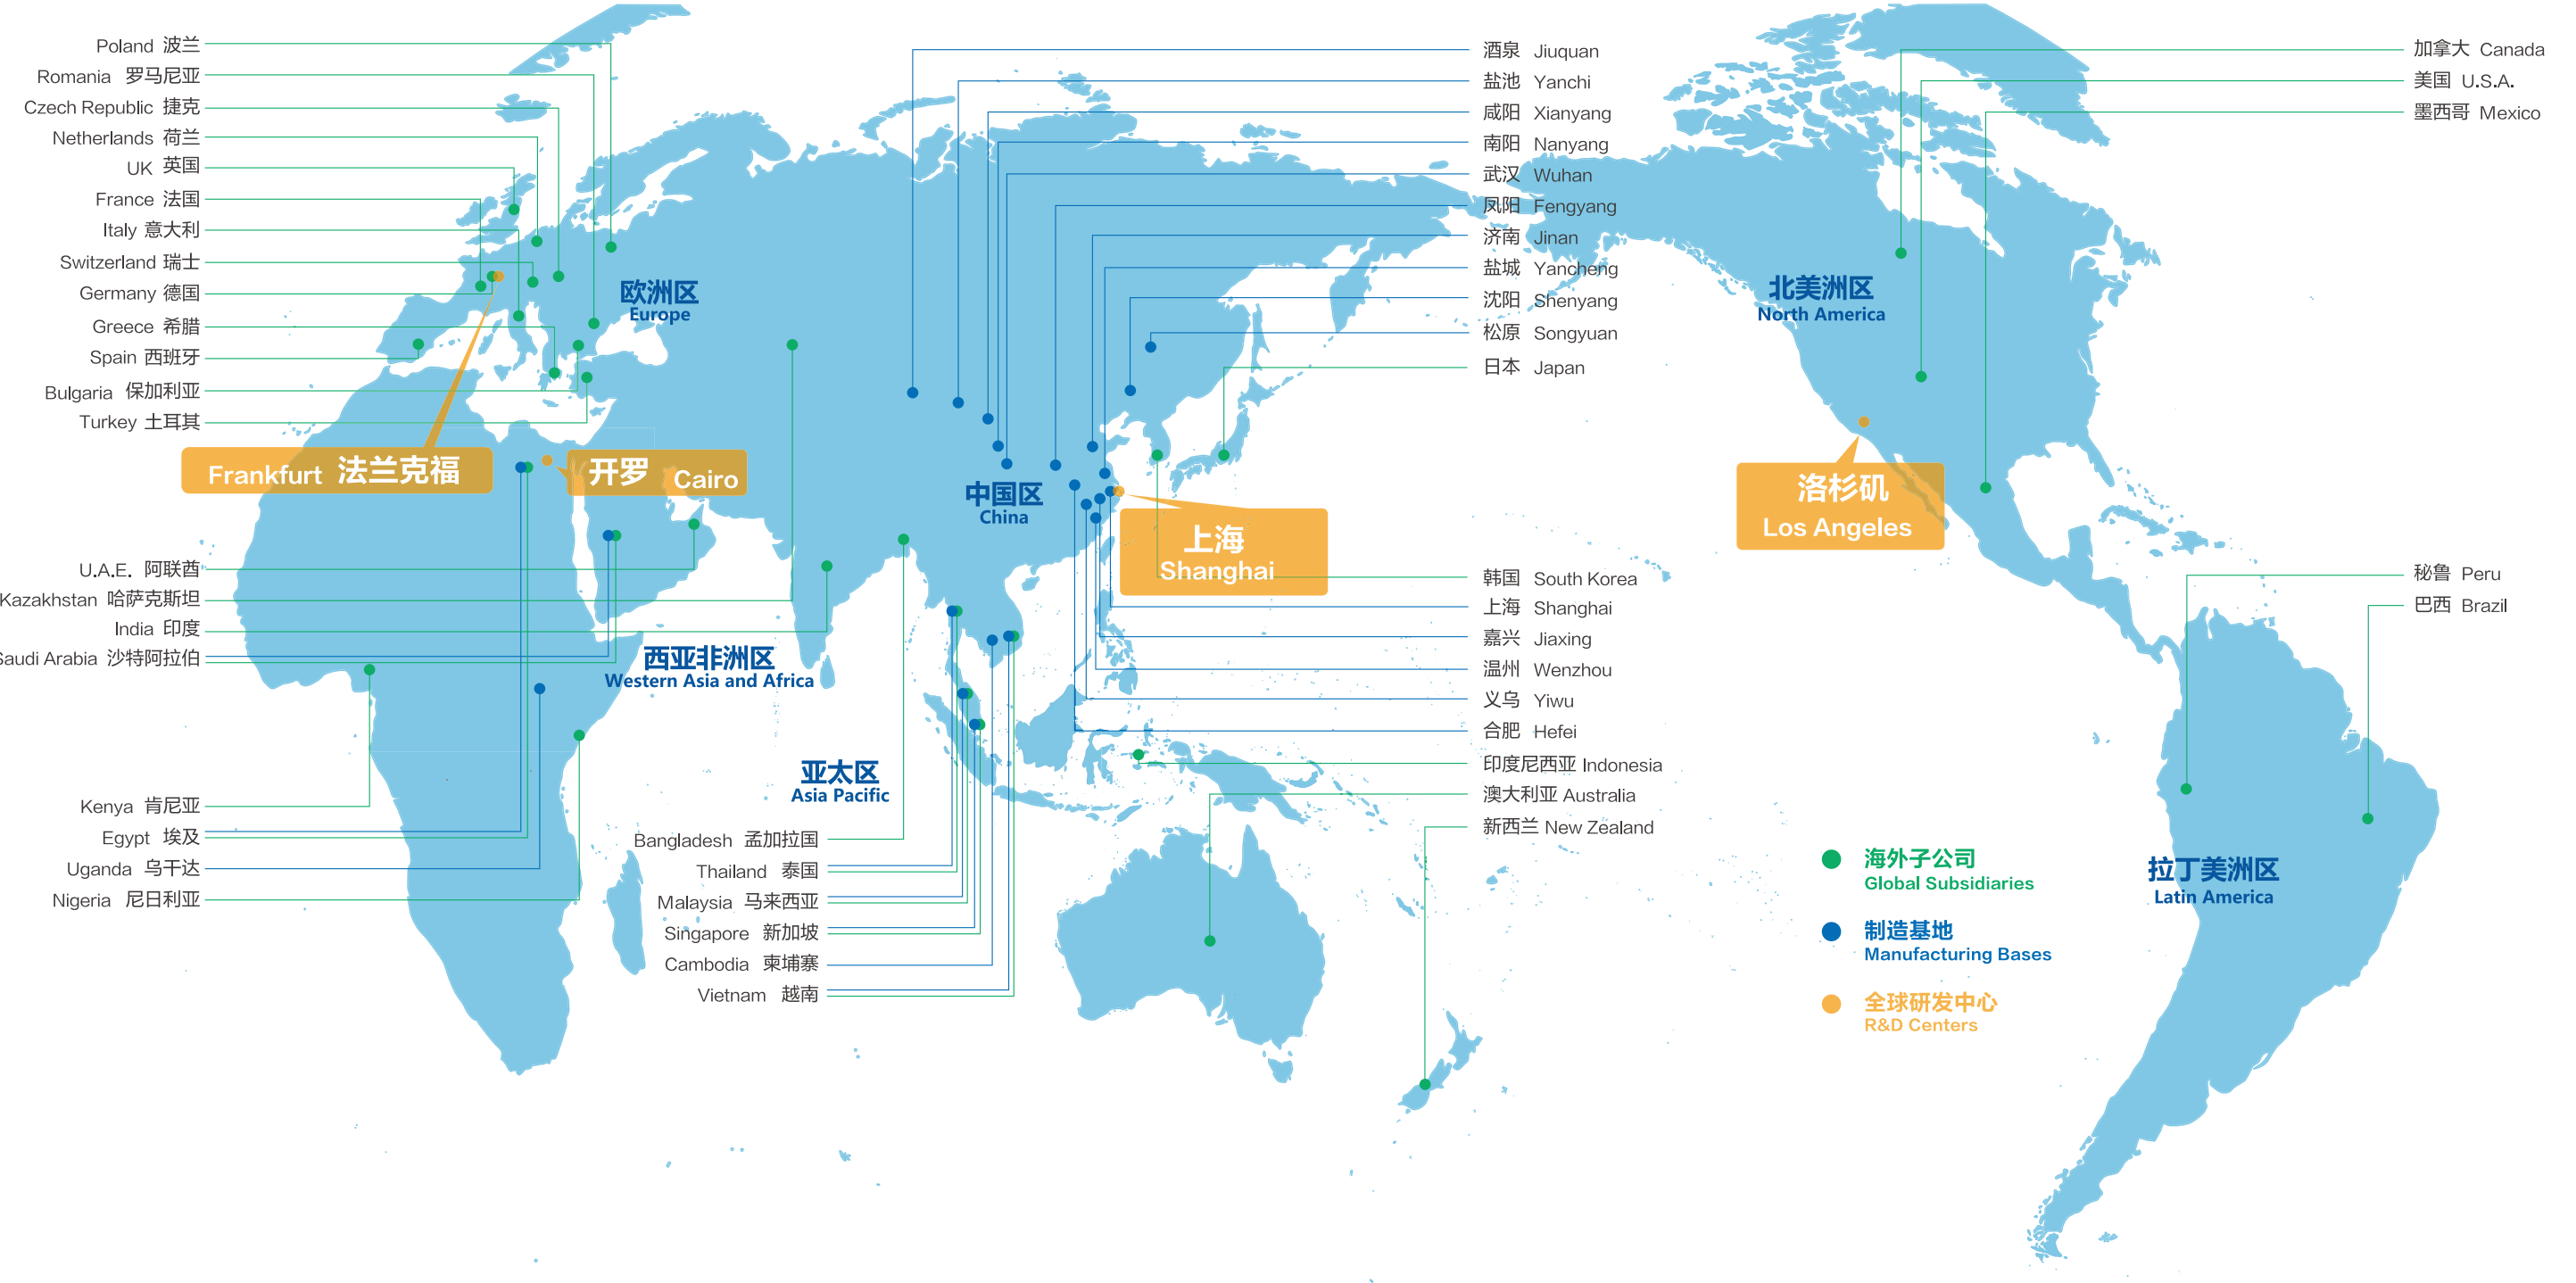 Poland 波兰
Romania 罗马尼亚
Czech Republic 捷克
Netherlands 荷兰
UK 英国
France 法国
Italy 意大利
Switzerland 瑞士
Germany 德国
Greece 希腊
Spain 西班牙
Bulgaria 保加利亚
Turkey 土耳其
Frankfurt 法兰克福
开罗 Cairo
欧洲区
Europe
U.A.E. 阿联酋
Kazakhstan 哈萨克斯坦
India 印度
Saudi Arabia 沙特阿拉伯
西亚非洲区
Western Asia and Africa
Kenya 肯尼亚
Egypt 埃及
Uganda 乌干达
Nigeria 尼日利亚
亚太区
Asia Pacific
Bangladesh 孟加拉国
Thailand 泰国
Malaysia 马来西亚
Singapore 新加坡
Cambodia 柬埔寨
Vietnam 越南
中国区
China
上海
Shanghai
酒泉 Jiuquan
盐池 Yanchi
咸阳 Xianyang
南阳 Nanyang
武汉 Wuhan
凤阳 Fengyang
济南 Jinan
盐城 Yancheng
沈阳 Shenyang
松原 Songyuan
日本 Japan
韩国 South Korea
上海 Shanghai
嘉兴 Jiaxing
温州 Wenzhou
义乌 Yiwu
合肥 Hefei
印度尼西亚 Indonesia
澳大利亚 Australia
新西兰 New Zealand
加拿大 Canada
美国 U.S.A.
墨西哥 Mexico
北美洲区
North America
洛杉矶
Los Angeles
秘鲁 Peru
巴西 Brazil
拉丁美洲区
Latin America
海外子公司
Global Subsidiaries
制造基地
Manufacturing Bases
全球研发中心
R&D Centers